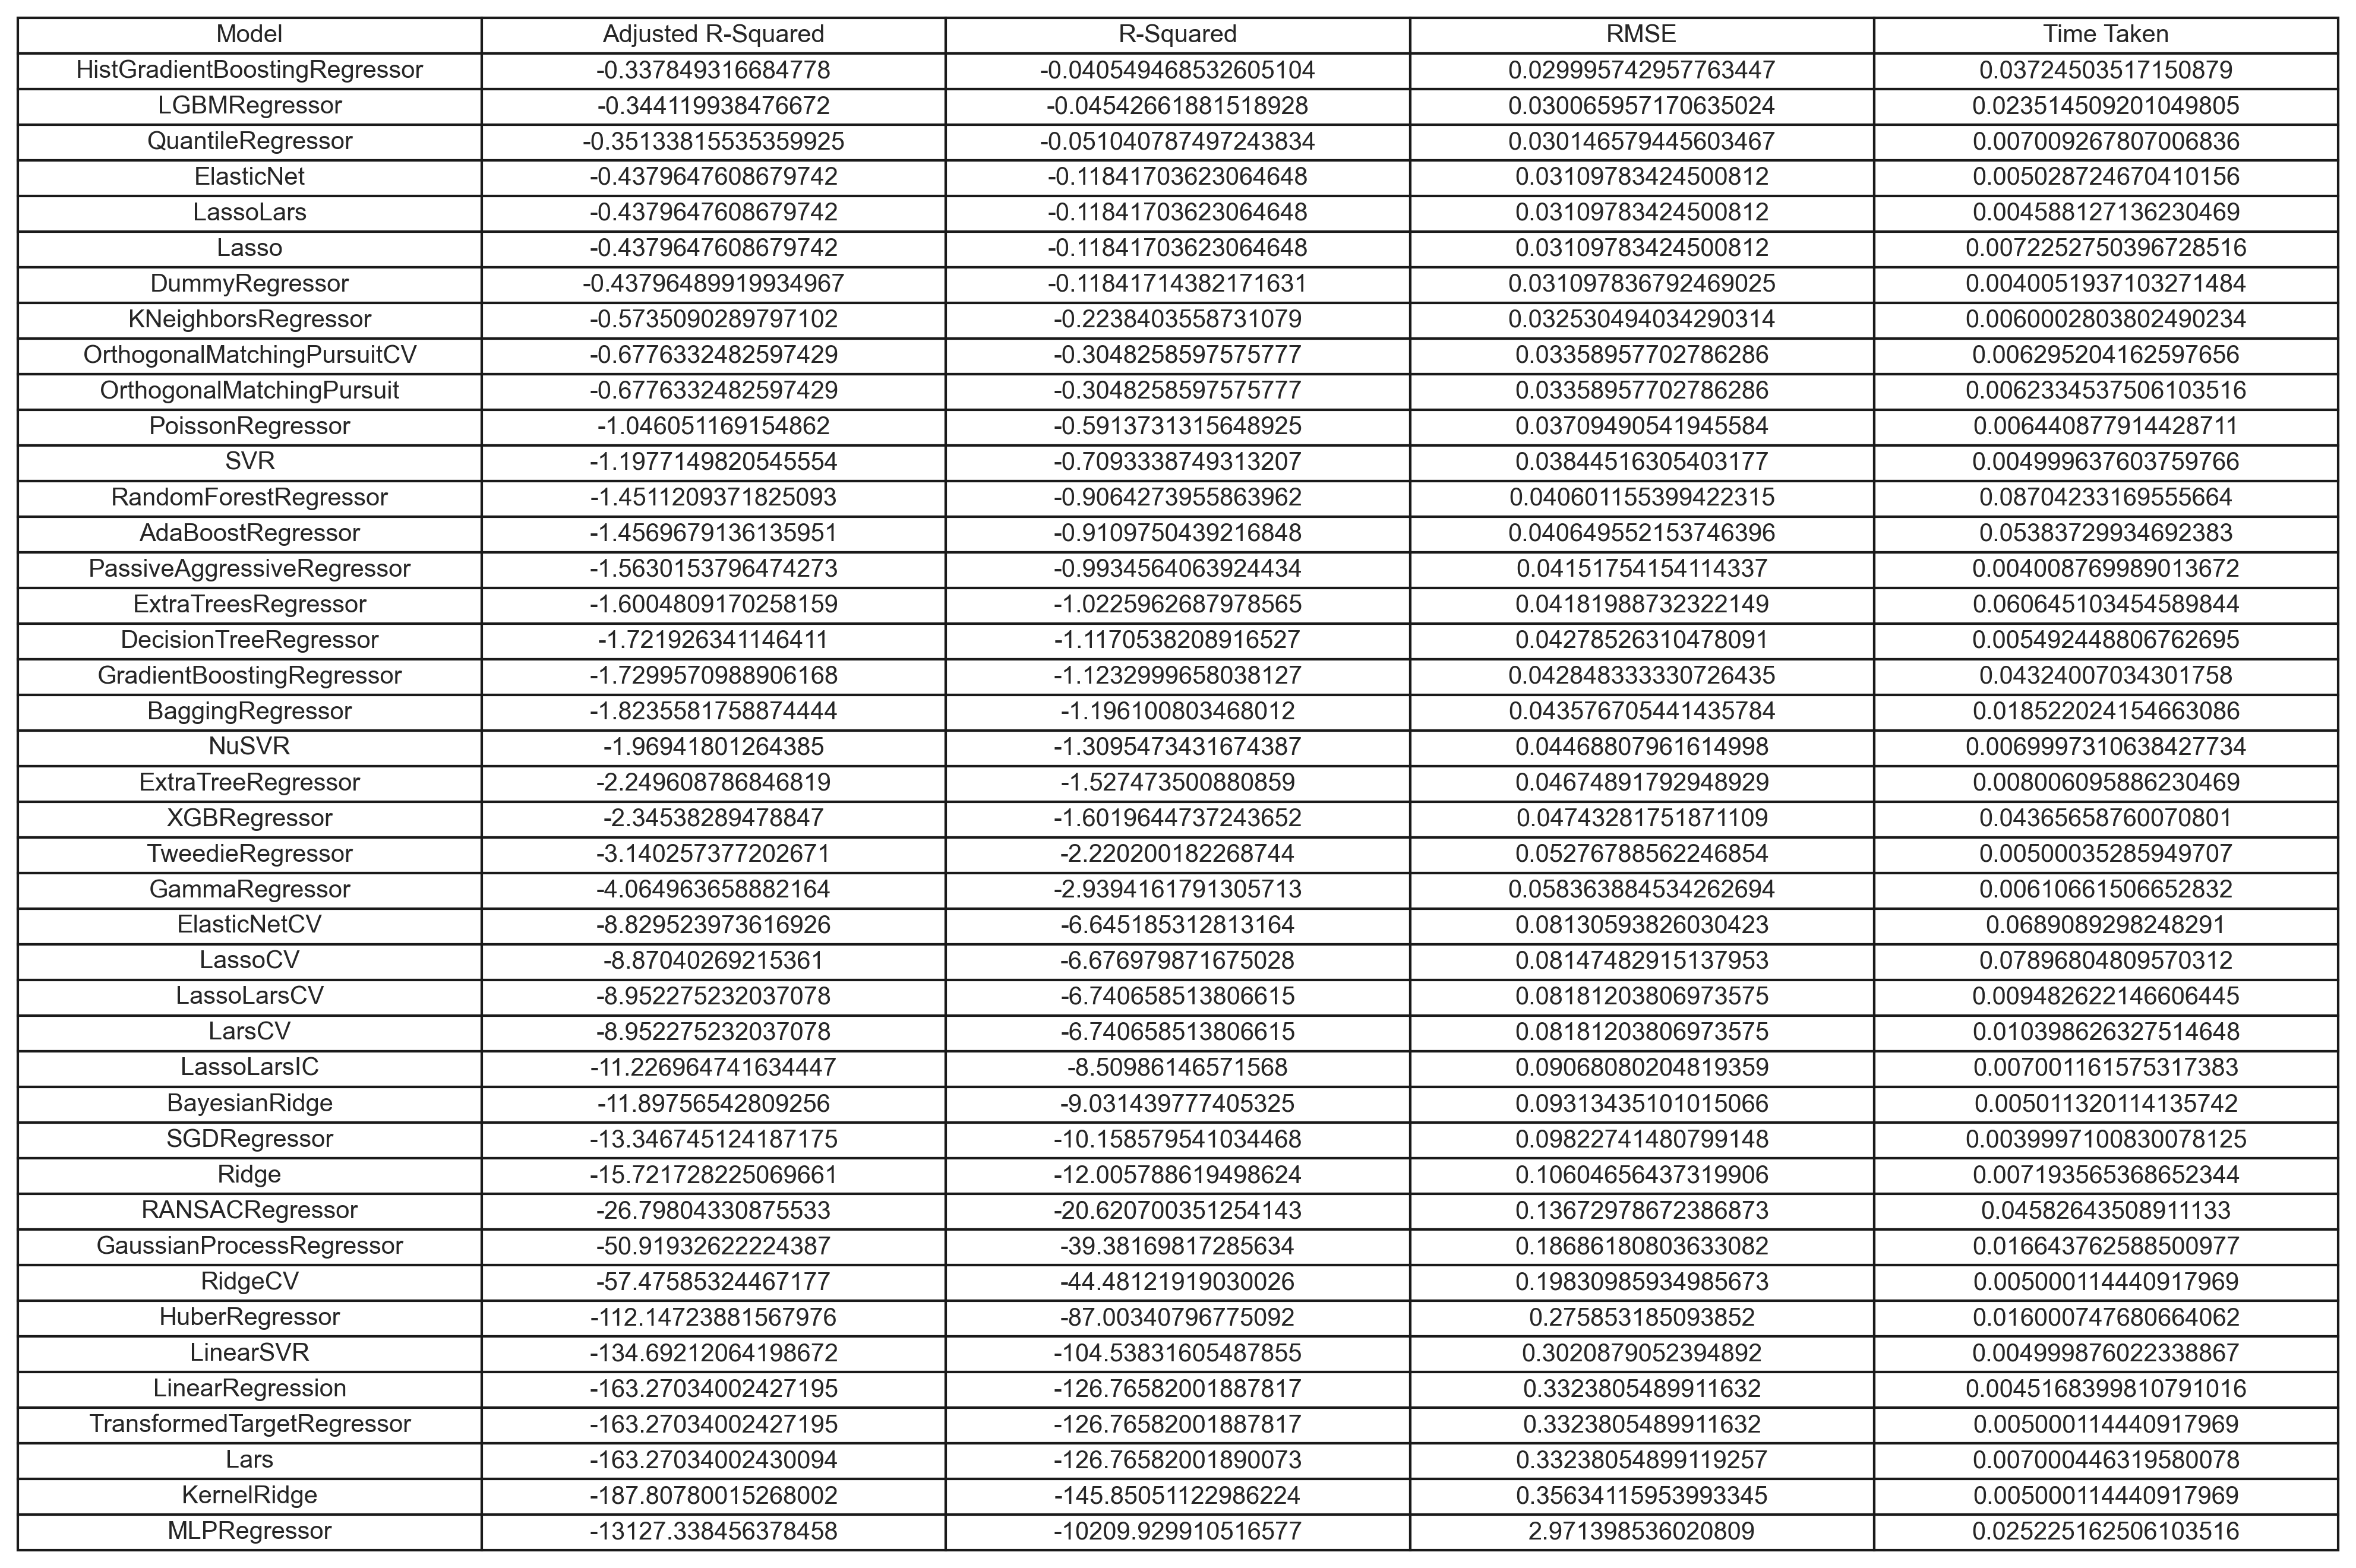 Model Adjusted R-Squared R-Squared RMSE Time Taken
HistGradientBoostingRegressor -0.337849316684778 -0.040549468532605104 0.029995742957763447 0.03724503517150879
LGBMRegressor -0.344119938476672 -0.04542661881518928 0.030065957170635024 0.023514509201049805
QuantileRegressor -0.35133815535359925 -0.051040787497243834 0.030146579445603467 0.007009267807006836
ElasticNet -0.4379647608679742 -0.11841703623064648 0.03109783424500812 0.005028724670410156
LassoLars -0.4379647608679742 -0.11841703623064648 0.03109783424500812 0.004588127136230469
Lasso -0.4379647608679742 -0.11841703623064648 0.03109783424500812 0.0072252750396728516
DummyRegressor -0.43796489919934967 -0.11841714382171631 0.031097836792469025 0.0040051937103271484
KNeighborsRegressor -0.5735090289797102 -0.2238403558731079 0.032530494034290314 0.0060002803802490234
OrthogonalMatchingPursuitCV -0.6776332482597429 -0.3048258597575777 0.03358957702786286 0.006295204162597656
OrthogonalMatchingPursuit -0.6776332482597429 -0.3048258597575777 0.03358957702786286 0.0062334537506103516
PoissonRegressor -1.046051169154862 -0.5913731315648925 0.03709490541945584 0.006440877914428711
SVR -1.1977149820545554 -0.7093338749313207 0.03844516305403177 0.004999637603759766
RandomForestRegressor -1.4511209371825093 -0.9064273955863962 0.040601155399422315 0.08704233169555664
AdaBoostRegressor -1.4569679136135951 -0.9109750439216848 0.040649552153746396 0.05383729934692383
PassiveAggressiveRegressor -1.5630153796474273 -0.9934564063924434 0.04151754154114337 0.004008769989013672
ExtraTreesRegressor -1.6004809170258159 -1.0225962687978565 0.04181988732322149 0.060645103454589844
DecisionTreeRegressor -1.721926341146411 -1.1170538208916527 0.04278526310478091 0.005492448806762695
GradientBoostingRegressor -1.7299570988906168 -1.1232999658038127 0.042848333330726435 0.04324007034301758
BaggingRegressor -1.8235581758874444 -1.196100803468012 0.043576705441435784 0.018522024154663086
NuSVR -1.96941801264385 -1.3095473431674387 0.04468807961614998 0.0069997310638427734
ExtraTreeRegressor -2.249608786846819 -1.527473500880859 0.04674891792948929 0.008006095886230469
XGBRegressor -2.34538289478847 -1.6019644737243652 0.04743281751871109 0.04365658760070801
TweedieRegressor -3.140257377202671 -2.220200182268744 0.05276788562246854 0.00500035285949707
GammaRegressor -4.064963658882164 -2.9394161791305713 0.058363884534262694 0.00610661506652832
ElasticNetCV -8.829523973616926 -6.645185312813164 0.08130593826030423 0.0689089298248291
LassoCV -8.87040269215361 -6.676979871675028 0.08147482915137953 0.07896804809570312
LassoLarsCV -8.952275232037078 -6.740658513806615 0.08181203806973575 0.009482622146606445
LarsCV -8.952275232037078 -6.740658513806615 0.08181203806973575 0.010398626327514648
LassoLarsIC -11.226964741634447 -8.50986146571568 0.09068080204819359 0.007001161575317383
BayesianRidge -11.89756542809256 -9.031439777405325 0.09313435101015066 0.005011320114135742
SGDRegressor -13.346745124187175 -10.158579541034468 0.09822741480799148 0.0039997100830078125
Ridge -15.721728225069661 -12.005788619498624 0.10604656437319906 0.007193565368652344
RANSACRegressor -26.79804330875533 -20.620700351254143 0.13672978672386873 0.04582643508911133
GaussianProcessRegressor -50.91932622224387 -39.38169817285634 0.18686180803633082 0.016643762588500977
RidgeCV -57.47585324467177 -44.48121919030026 0.19830985934985673 0.005000114440917969
HuberRegressor -112.14723881567976 -87.00340796775092 0.275853185093852 0.016000747680664062
LinearSVR -134.69212064198672 -104.53831605487855 0.3020879052394892 0.004999876022338867
LinearRegression -163.27034002427195 -126.76582001887817 0.3323805489911632 0.0045168399810791016
TransformedTargetRegressor -163.27034002427195 -126.76582001887817 0.3323805489911632 0.005000114440917969
Lars -163.27034002430094 -126.76582001890073 0.33238054899119257 0.007000446319580078
KernelRidge -187.80780015268002 -145.85051122986224 0.35634115953993345 0.005000114440917969
MLPRegressor -13127.338456378458 -10209.929910516577 2.971398536020809 0.025225162506103516